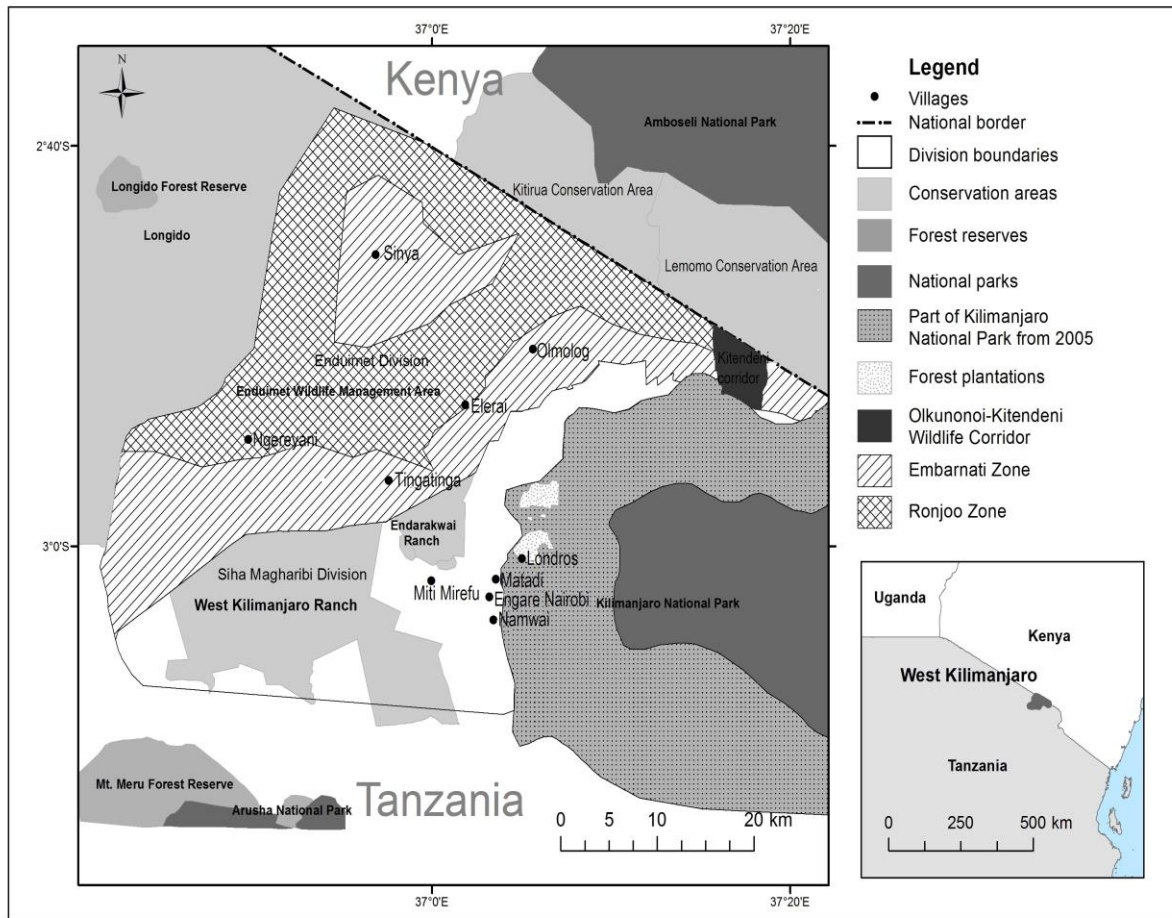 37°0'E
37°20'E
N
Kenya
Amboseli National Park
2°40'S
Kitirua Conservation Area
Longido Forest Reserve
Longido
Sinya
Lemomo Conservation Area
Olmolog
Enduimet Division
Kitendeni
corridor
Enduimet Wildlife Management Area
Elerai
Ngereyani
Tingatinga
Endarakwai
Ranch
3°0'S
Londros
Siha Magharibi Division
Matadi
Miti Mirefu
Engare Nairobi
West Kilimanjaro Ranch
Kilimanjaro National Park
Namwai
Mt. Meru Forest Reserve
Arusha National Park
Tanzania
0 5 10 20 km
37°0'E
37°20'E
Legend
Villages
National border
Division boundaries
Conservation areas
Forest reserves
National parks
Part of Kilimanjaro
National Park from 2005
Forest plantations
Olkunonoi-Kitendeni
Wildlife Corridor
Embarnati Zone
Ronjoo Zone
Uganda
Kenya
West Kilimanjaro
Tanzania
0 250 500 km